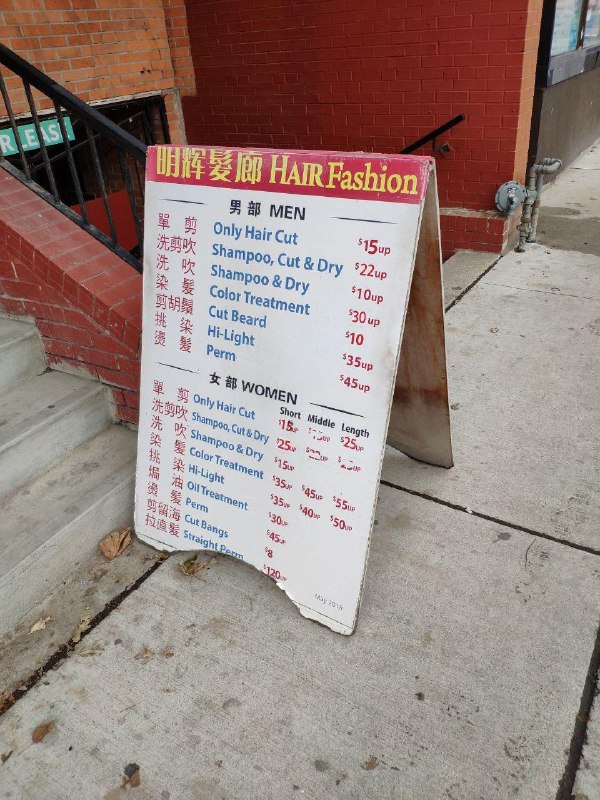 R LEAS
明輝髮廊 HAIR Fashion
男部 MEN
單 剪 Only Hair Cut $15up
洗剪吹 Shampoo, Cut & Dry $22up
洗 吹 Shampoo & Dry $10up
染 髮 Color Treatment $30up
剪胡鬚 Cut Beard $10
挑 染 Hi-Light $35up
燙 髮 Perm $45up
女部 WOMEN
Short Middle Length
單 剪 Only Hair Cut $18up $25up
洗剪吹 Shampoo, Cut & Dry $25up
洗 吹 Shampoo & Dry $15up
染 髮 Color Treatment $35up $45up $55up
挑 染 Hi-Light $35up $40up $50up
焗 油 Oil Treatment $30up
燙 髮 Perm $45up
剪留海 Cut Bangs $8
拉直髮 Straight Perm $120up
May 2019